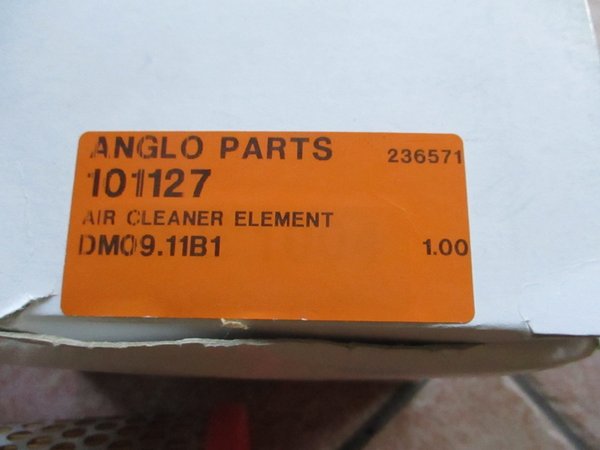 ANGLO PARTS 236571
101127
AIR CLEANER ELEMENT
DM09.11B1 1.00